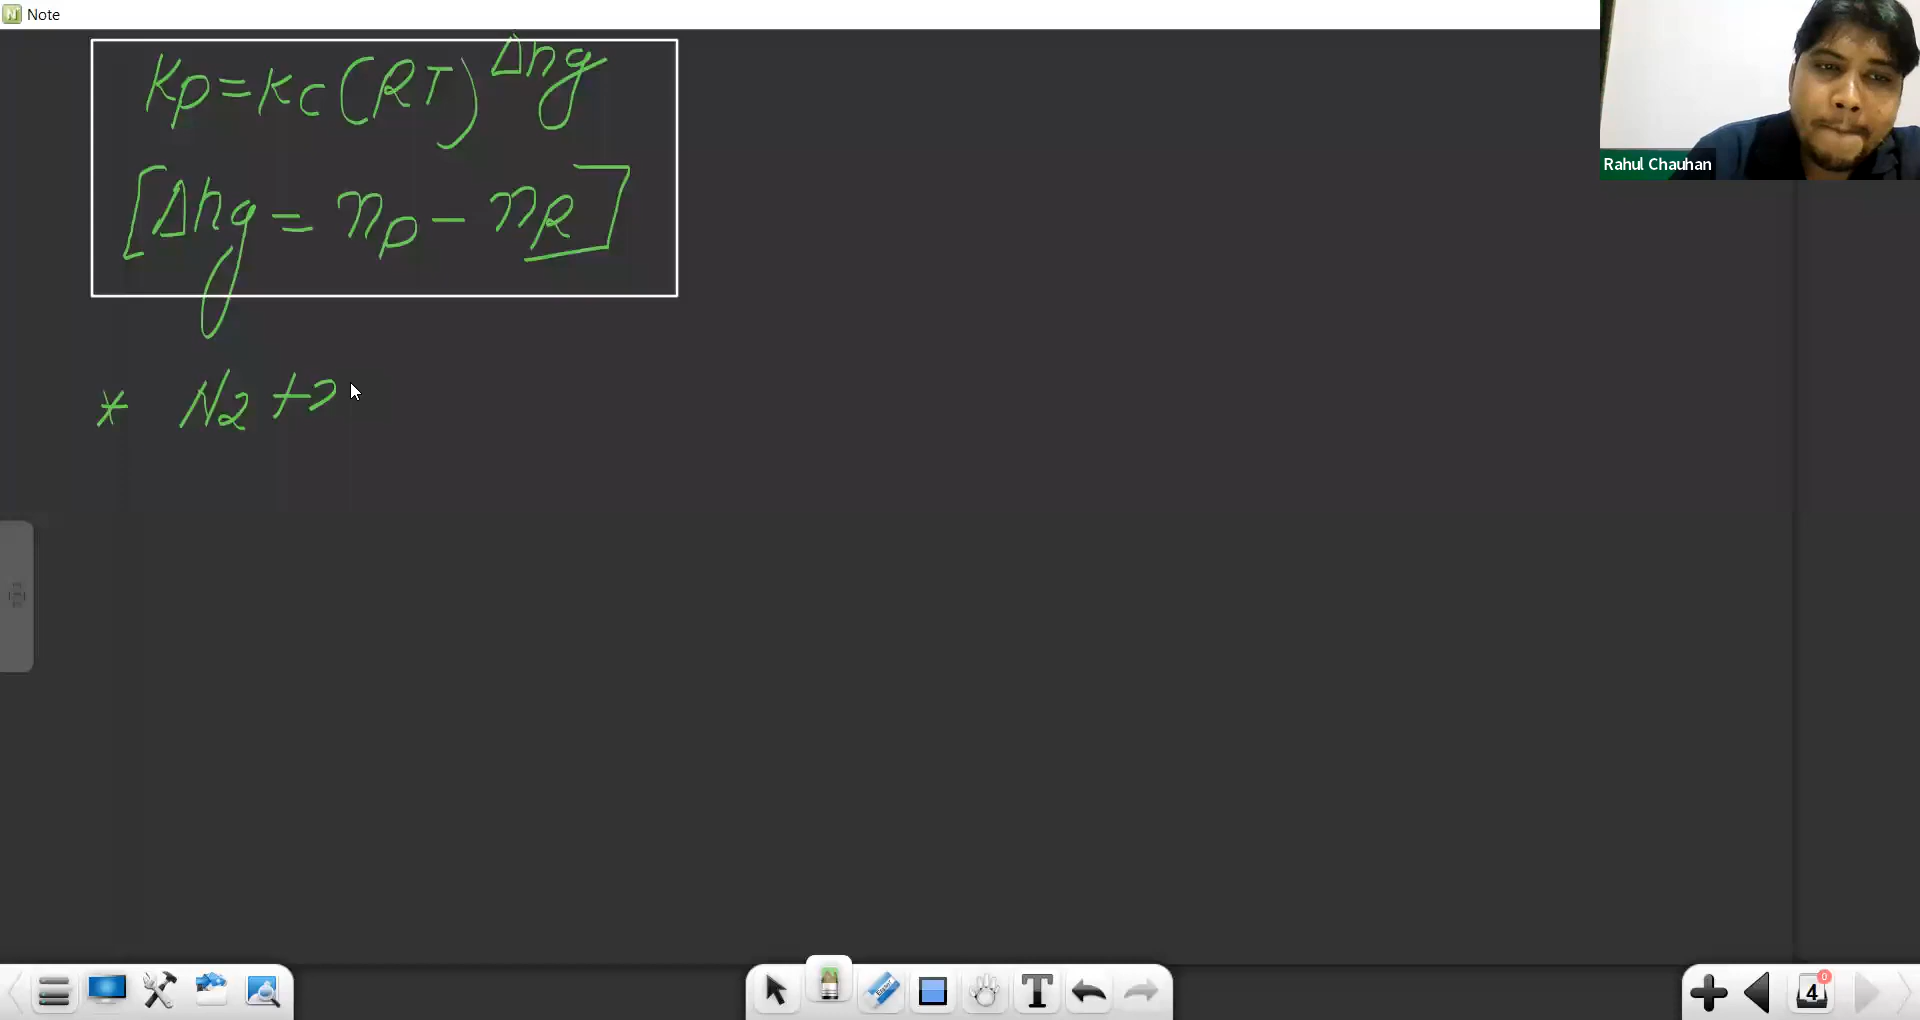 Note
Kp=Kc(RT)^Δng
[Δng = np - nR]
* N2 +
Rahul Chauhan
T
4
0